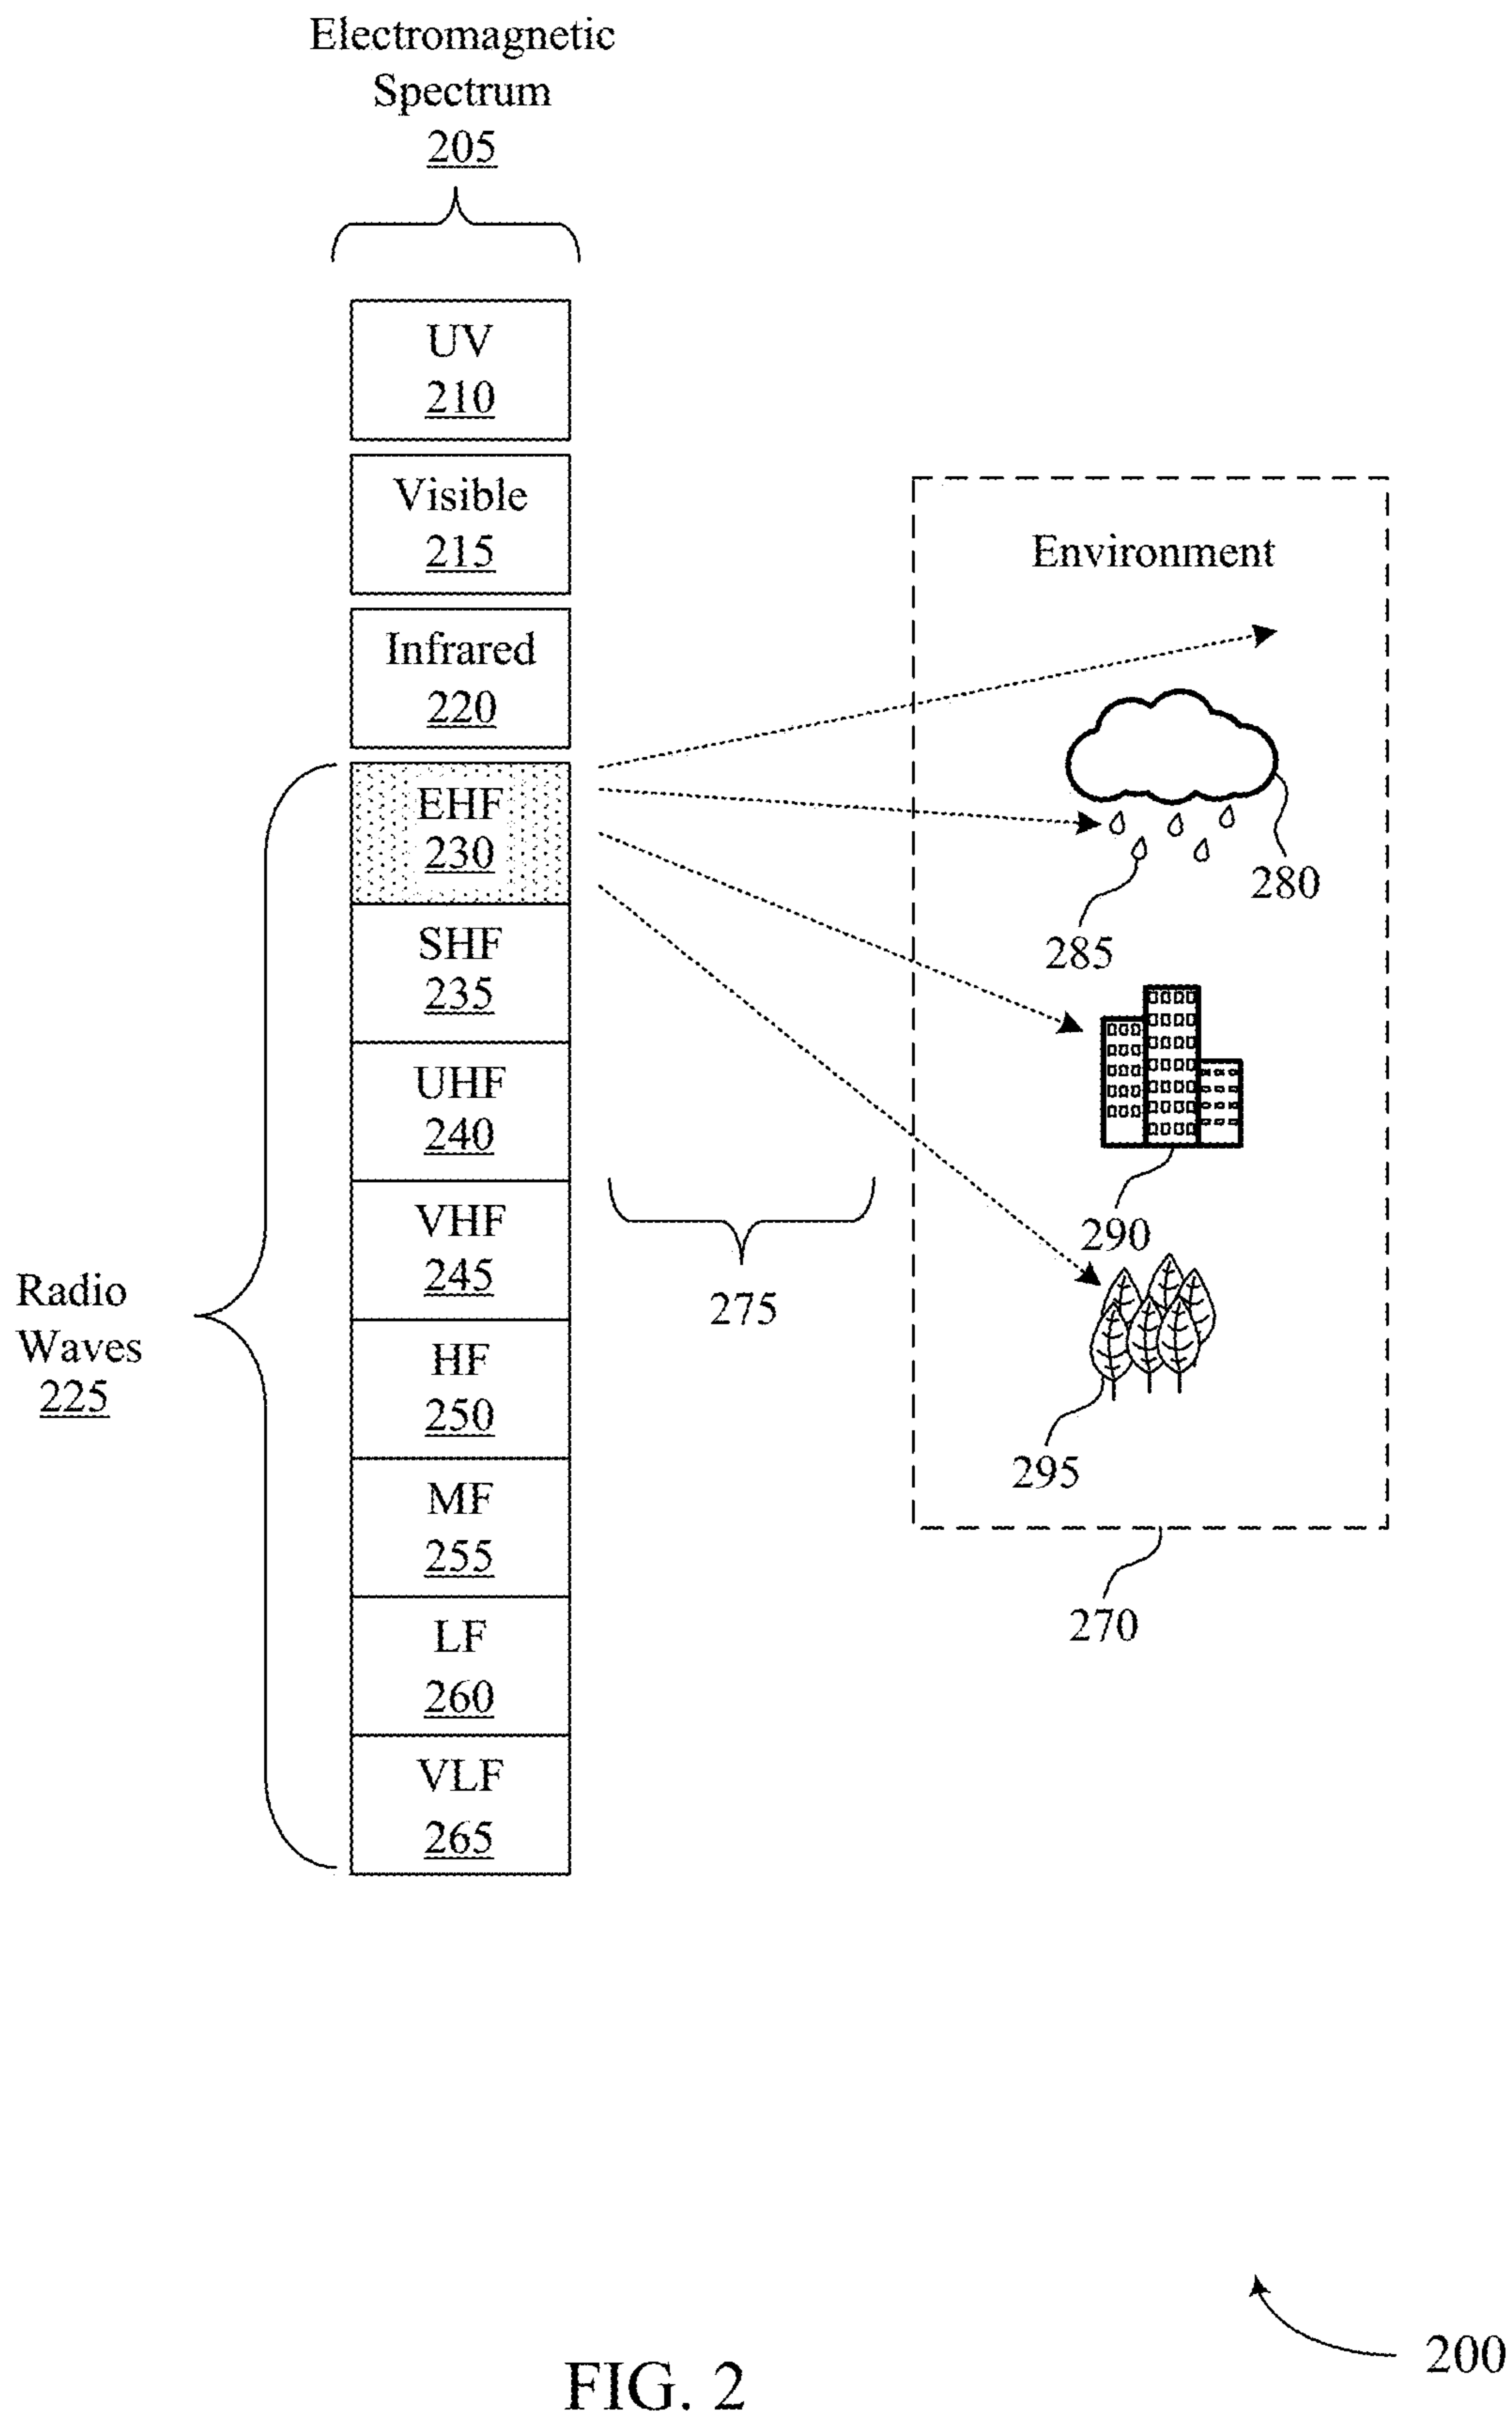 Electromagnetic
Spectrum
205
UV
210
Visible
215
Infrared
220
EHF
230
SHF
235
UHF
240
VHF
245
HF
250
MF
255
LF
260
VLF
265
Radio
Waves
225
275
Environment
280
285
290
295
270
200
FIG. 2